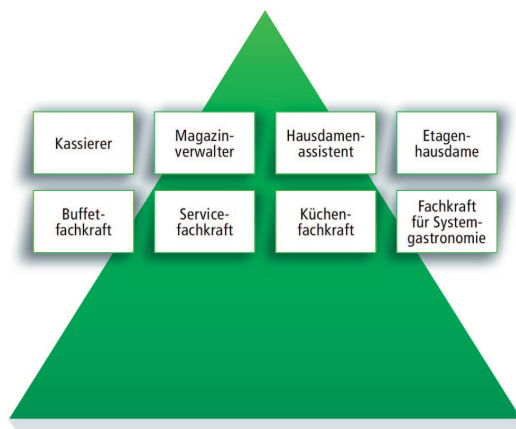 Kassierer
Magazin-
verwalter
Hausdamen-
assistent
Etagen-
hausdame
Buffet-
fachkraft
Service-
fachkraft
Küchen-
fachkraft
Fachkraft
für System-
gastronomie